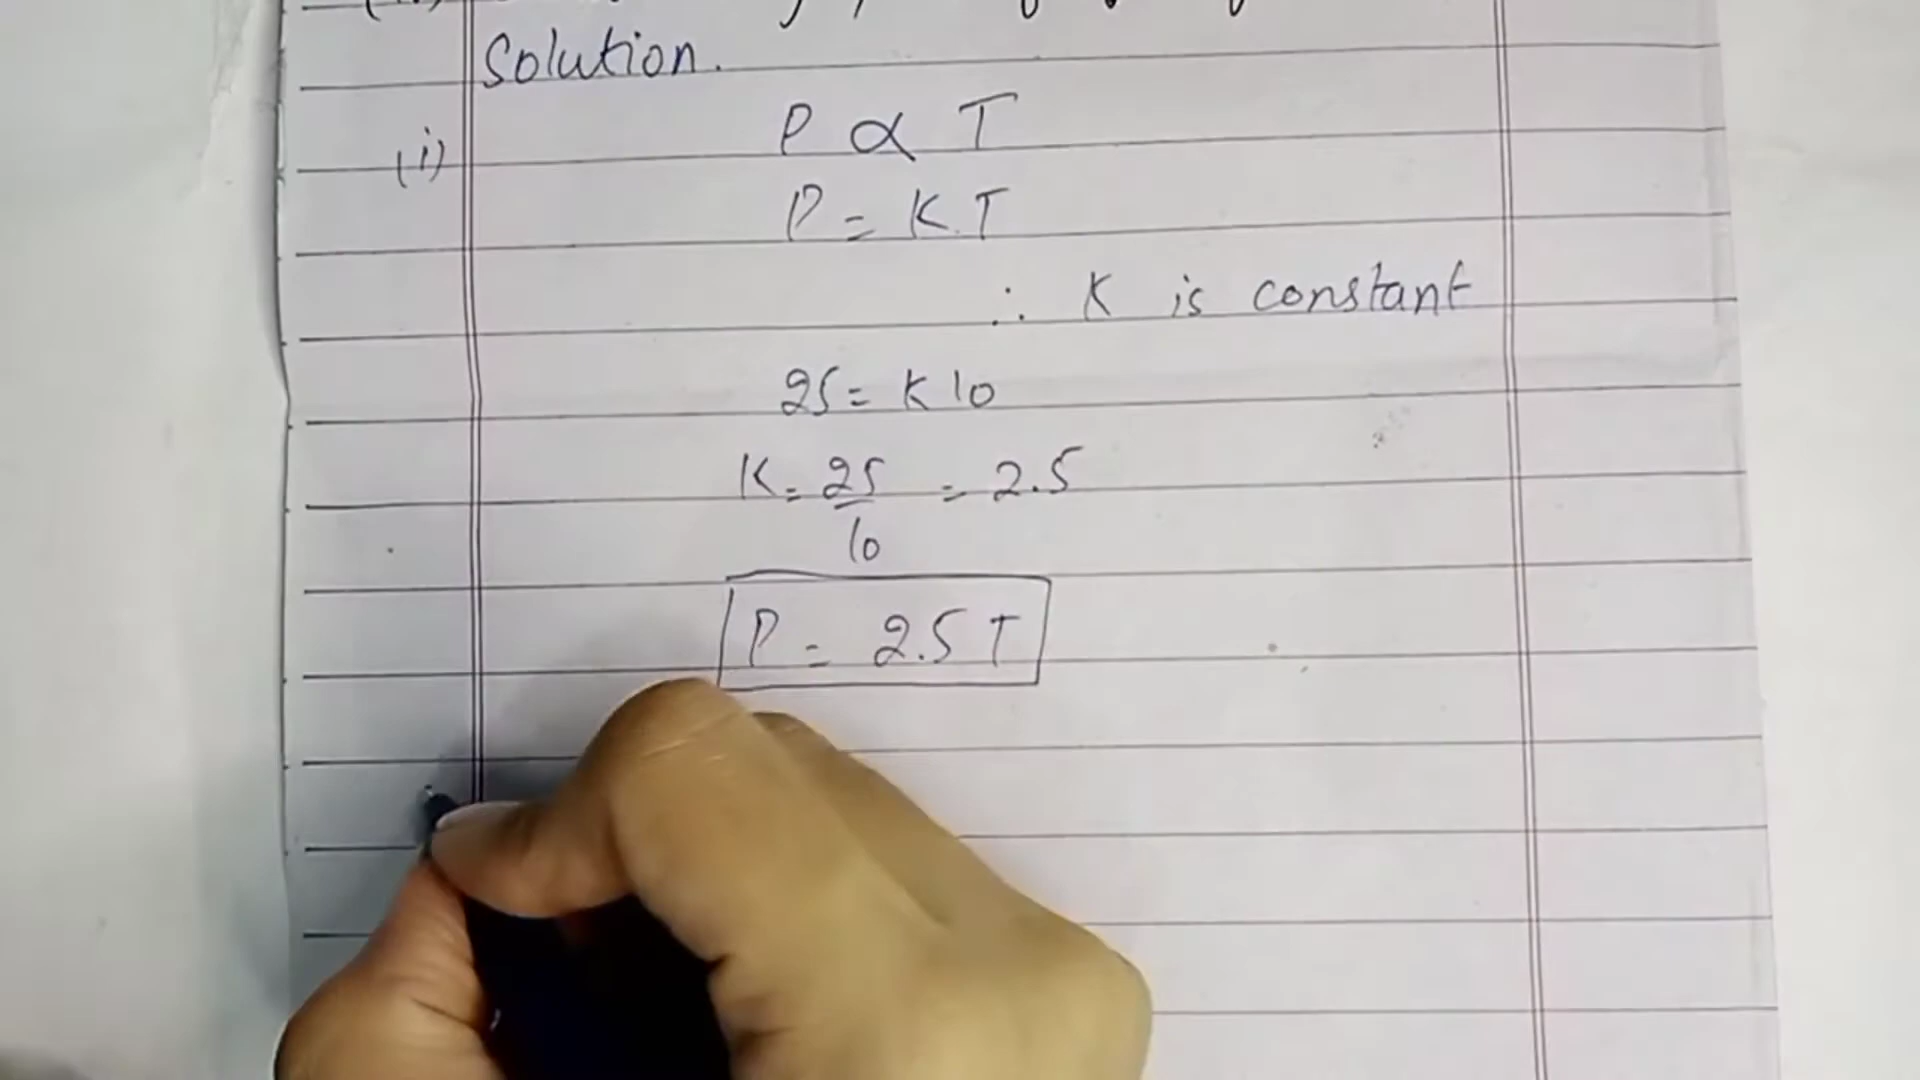 Solution.
(i) P ∝ T
P = K.T
∴ K is constant
25 = K 10
K = 25/10 = 2.5
P = 2.5 T